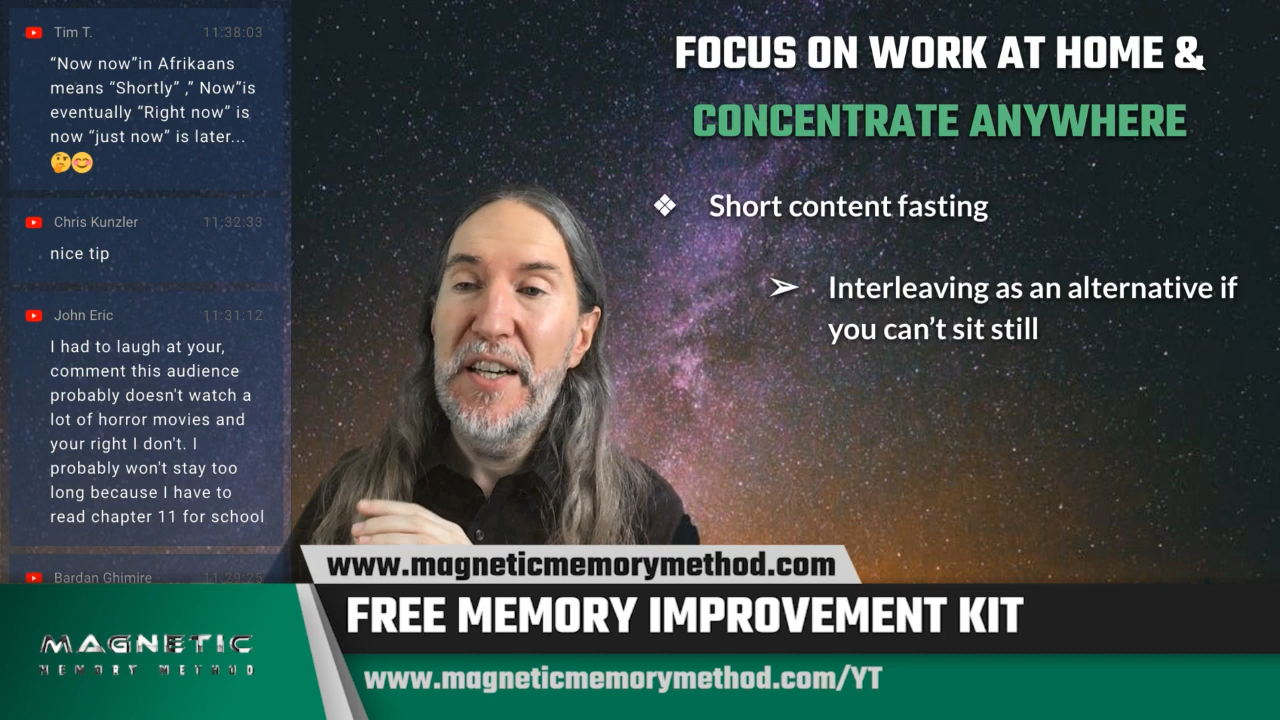 Tim T. 11:38:03
“Now now”in Afrikaans
means “Shortly” ,” Now”is
eventually “Right now” is
now “just now” is later...
🤔😊
Chris Kunzler 11:32:33
nice tip
John Eric 11:31:12
I had to laugh at your,
comment this audience
probably doesn't watch a
lot of horror movies and
your right I don't. I
probably won't stay too
long because I have to
read chapter 11 for school
Bardan Ghimire 11:29:25
FOCUS ON WORK AT HOME &
CONCENTRATE ANYWHERE
❖ Short content fasting
➢ Interleaving as an alternative if
you can’t sit still
www.magneticmemorymethod.com
FREE MEMORY IMPROVEMENT KIT
www.magneticmemorymethod.com/YT
MAGNETIC
MEMORY METHOD